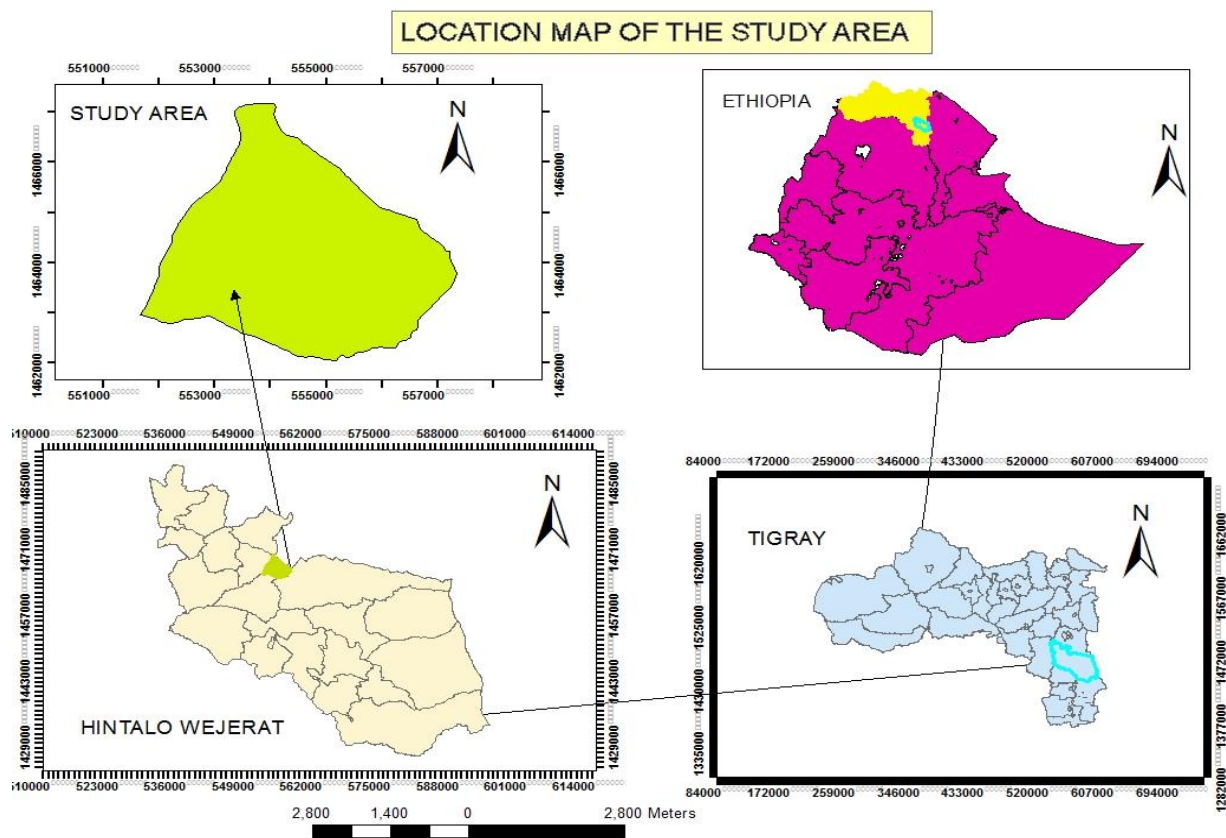 LOCATION MAP OF THE STUDY AREA
551000 553000 555000 557000
STUDY AREA
N
1466000 1464000 1462000
1466000 1464000 1462000
551000 553000 555000 557000
ETHIOPIA
N
510000 523000 536000 549000 562000 575000 588000 601000 614000
N
HINTALO WEJERAT
1485000 1471000 1457000 1443000 1429000
1485000 1471000 1457000 1443000 1429000
510000 523000 536000 549000 562000 575000 588000 601000 614000
84000 172000 259000 346000 433000 520000 607000 694000
TIGRAY
N
1620000 1525000 1430000 1335000
1662000 1567000 1472000 1377000 1282000
84000 172000 259000 346000 433000 520000 607000 694000
2,800 1,400 0 2,800 Meters